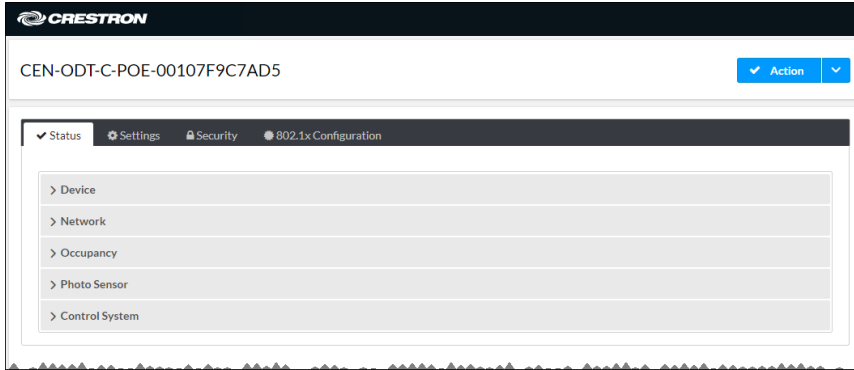 CRESTRON
CEN-ODT-C-POE-00107F9C7AD5
Action
Status Settings Security 802.1x Configuration
Device
Network
Occupancy
Photo Sensor
Control System